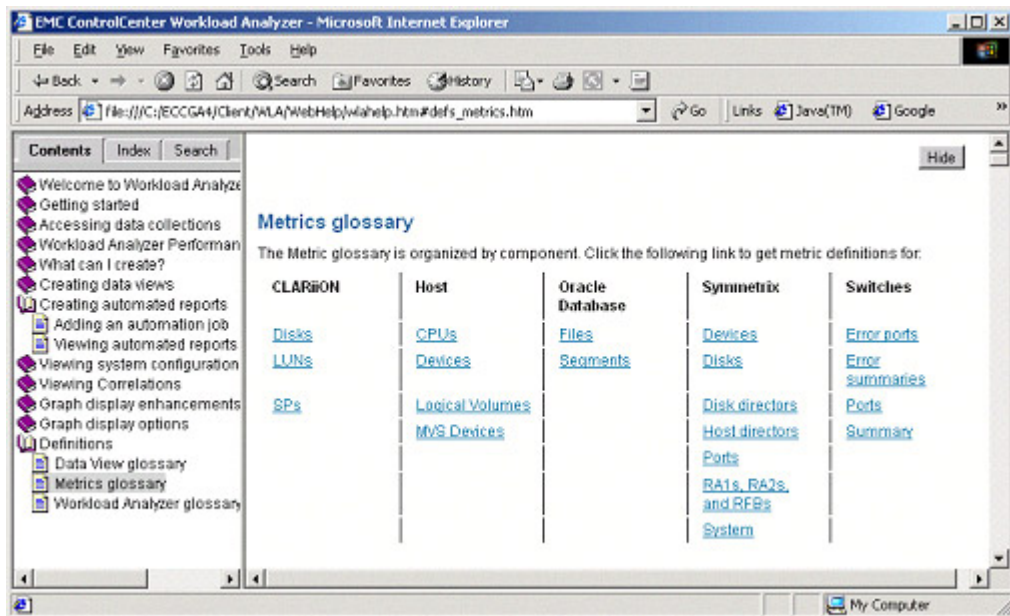 EMC ControlCenter Workload Analyzer - Microsoft Internet Explorer
File Edit View Favorites Tools Help
Back Search Favorites History
Address file:///C:/ECCGA4/Client/WLA/WebHelp/wlahelp.htm#defs_metrics.htm Go Links Java(TM) Google »
Contents Index Search
Hide
Welcome to Workload Analyze
Getting started
Accessing data collections
Workload Analyzer Performan
What can I create?
Creating data views
Creating automated reports
Adding an automation job
Viewing automated reports
Viewing system configuration
Viewing Correlations
Graph display enhancements
Graph display options
Definitions
Data View glossary
Metrics glossary
Workload Analyzer glossary
Metrics glossary
The Metric glossary is organized by component. Click the following link to get metric definitions for:
CLARiiON Host Oracle Symmetrix Switches
Database
Disks CPUs Files Devices Error ports
LUNs Devices Segments Disks Error
summaries
SPs Logical Volumes Disk directors Ports
MVS Devices Host directors Summary
Ports
RA1s, RA2s,
and RFBs
System
My Computer